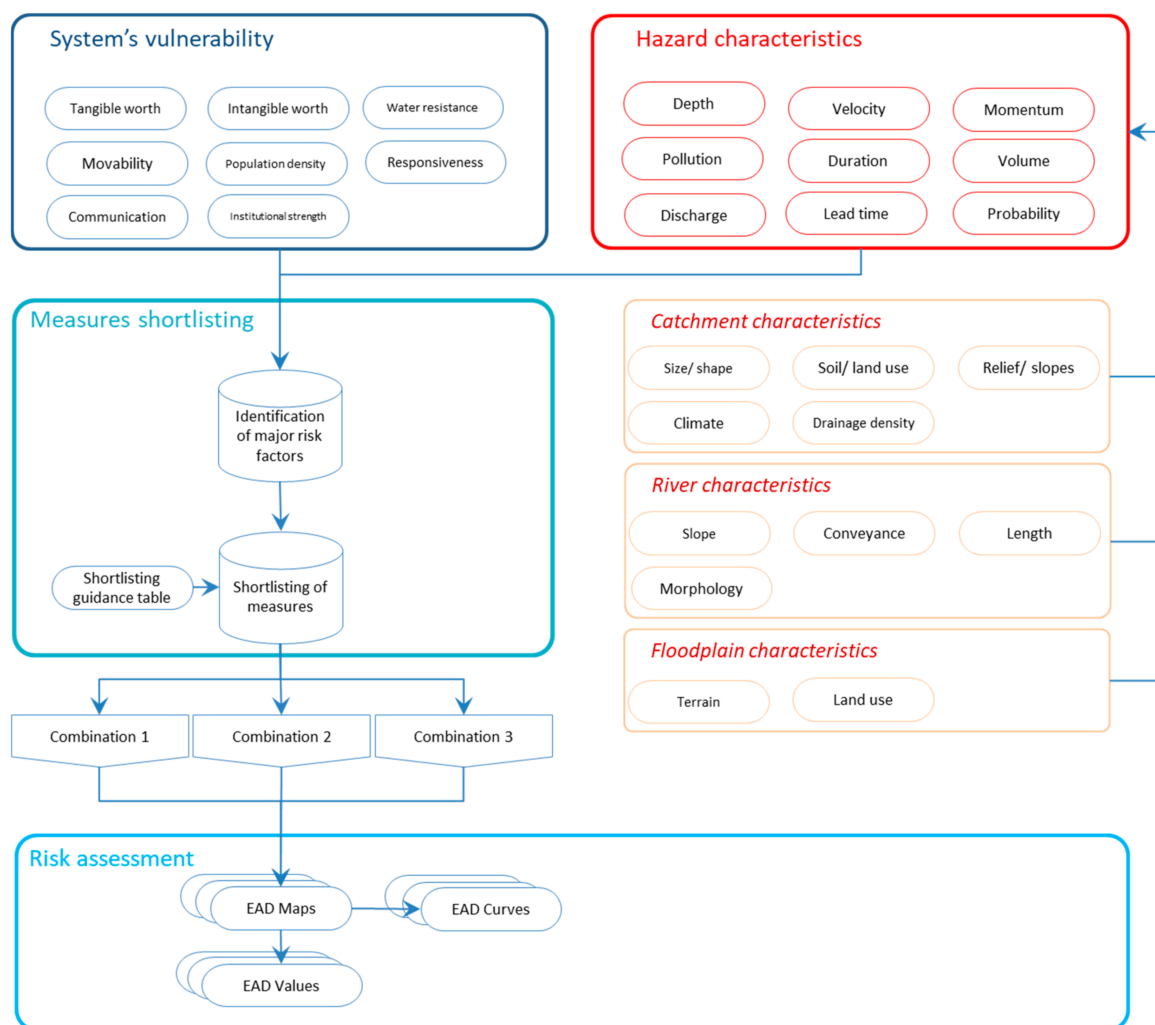 System's vulnerability
Tangible worth
Intangible worth
Water resistance
Movability
Population density
Responsiveness
Communication
Institutional strength
Hazard characteristics
Depth
Velocity
Momentum
Pollution
Duration
Volume
Discharge
Lead time
Probability
Measures shortlisting
Identification
of major risk
factors
Shortlisting
guidance table
Shortlisting of
measures
Catchment characteristics
Size/ shape
Soil/ land use
Relief/ slopes
Climate
Drainage density
River characteristics
Slope
Conveyance
Length
Morphology
Floodplain characteristics
Terrain
Land use
Combination 1
Combination 2
Combination 3
Risk assessment
EAD Maps
EAD Curves
EAD Values